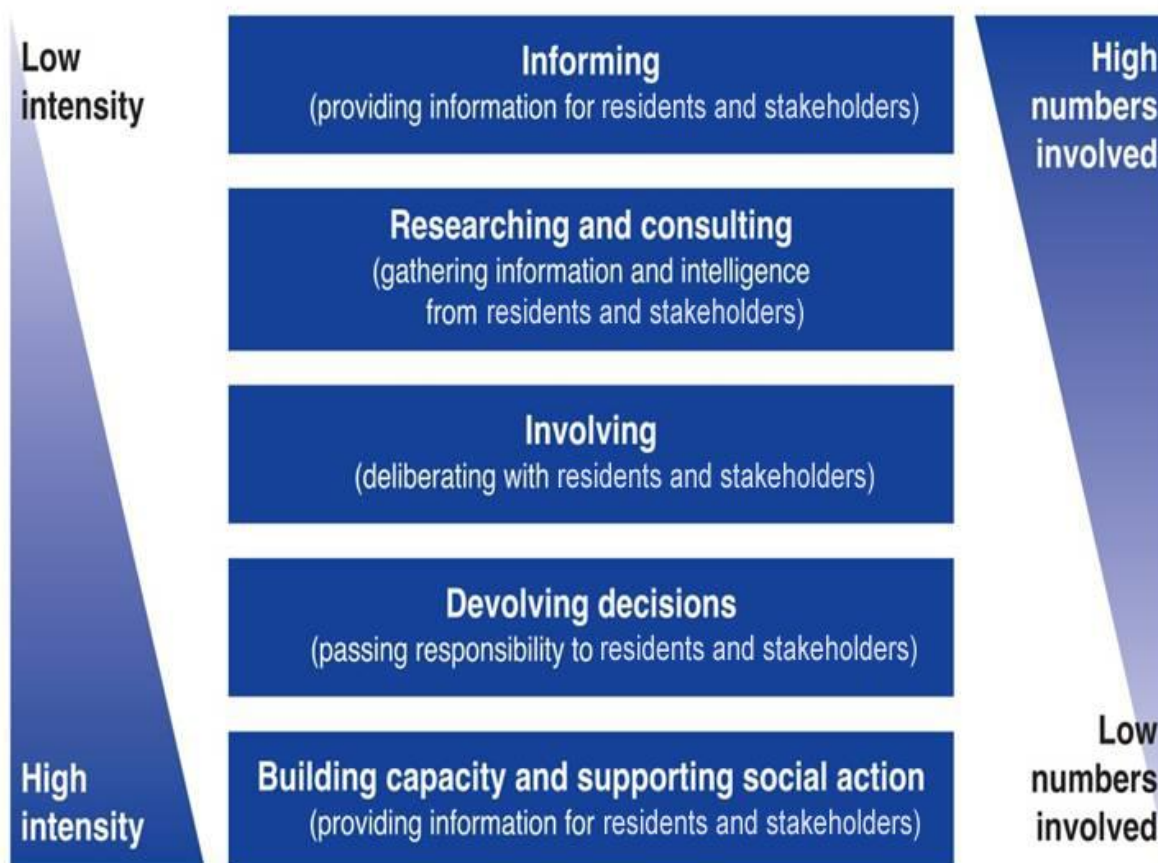 Low
intensity
Informing
(providing information for residents and stakeholders)
High
numbers
involved
Researching and consulting
(gathering information and intelligence
from residents and stakeholders)
Involving
(deliberating with residents and stakeholders)
Devolving decisions
(passing responsibility to residents and stakeholders)
High
intensity
Building capacity and supporting social action
(providing information for residents and stakeholders)
Low
numbers
involved